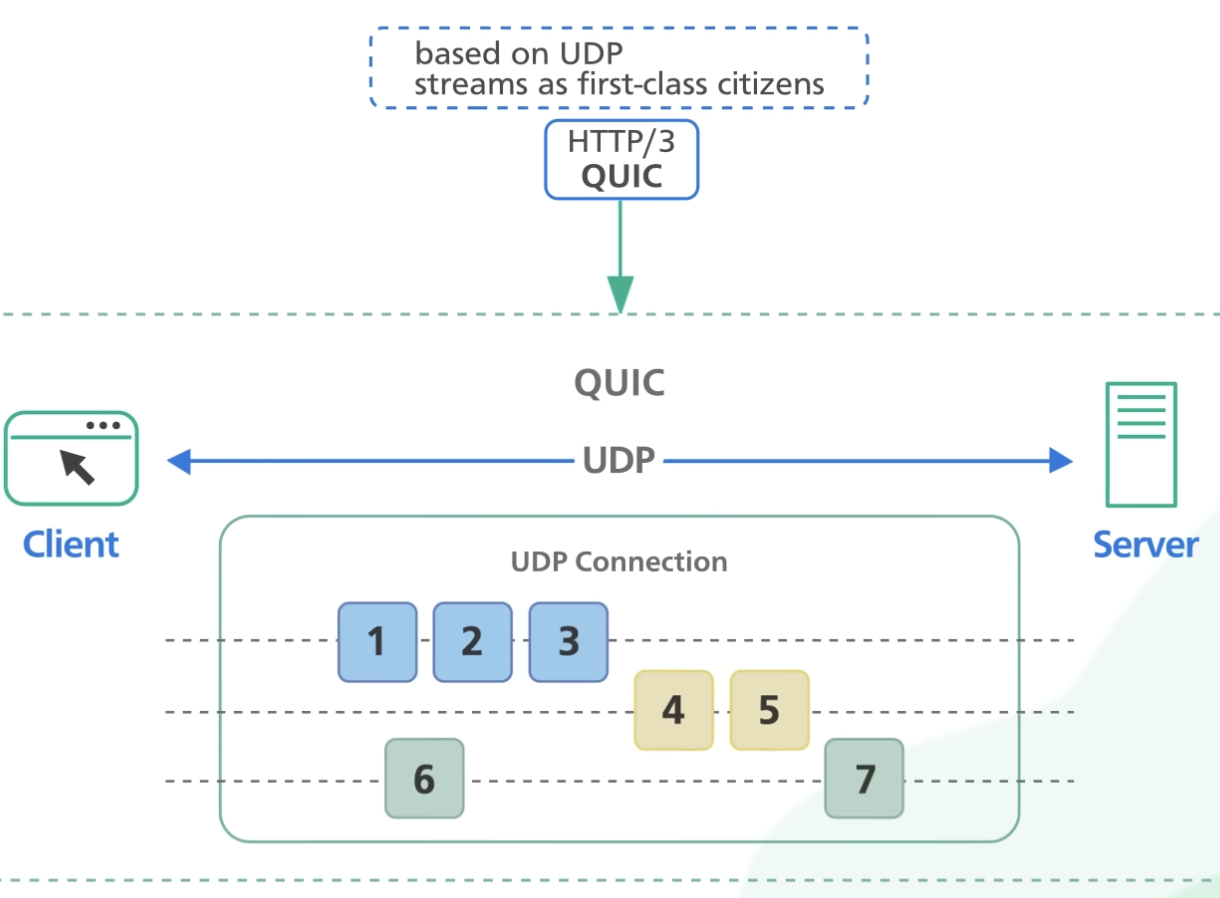 based on UDP
streams as first-class citizens
HTTP/3
QUIC
QUIC
UDP
Client
Server
UDP Connection
1 2 3
4 5
6 7